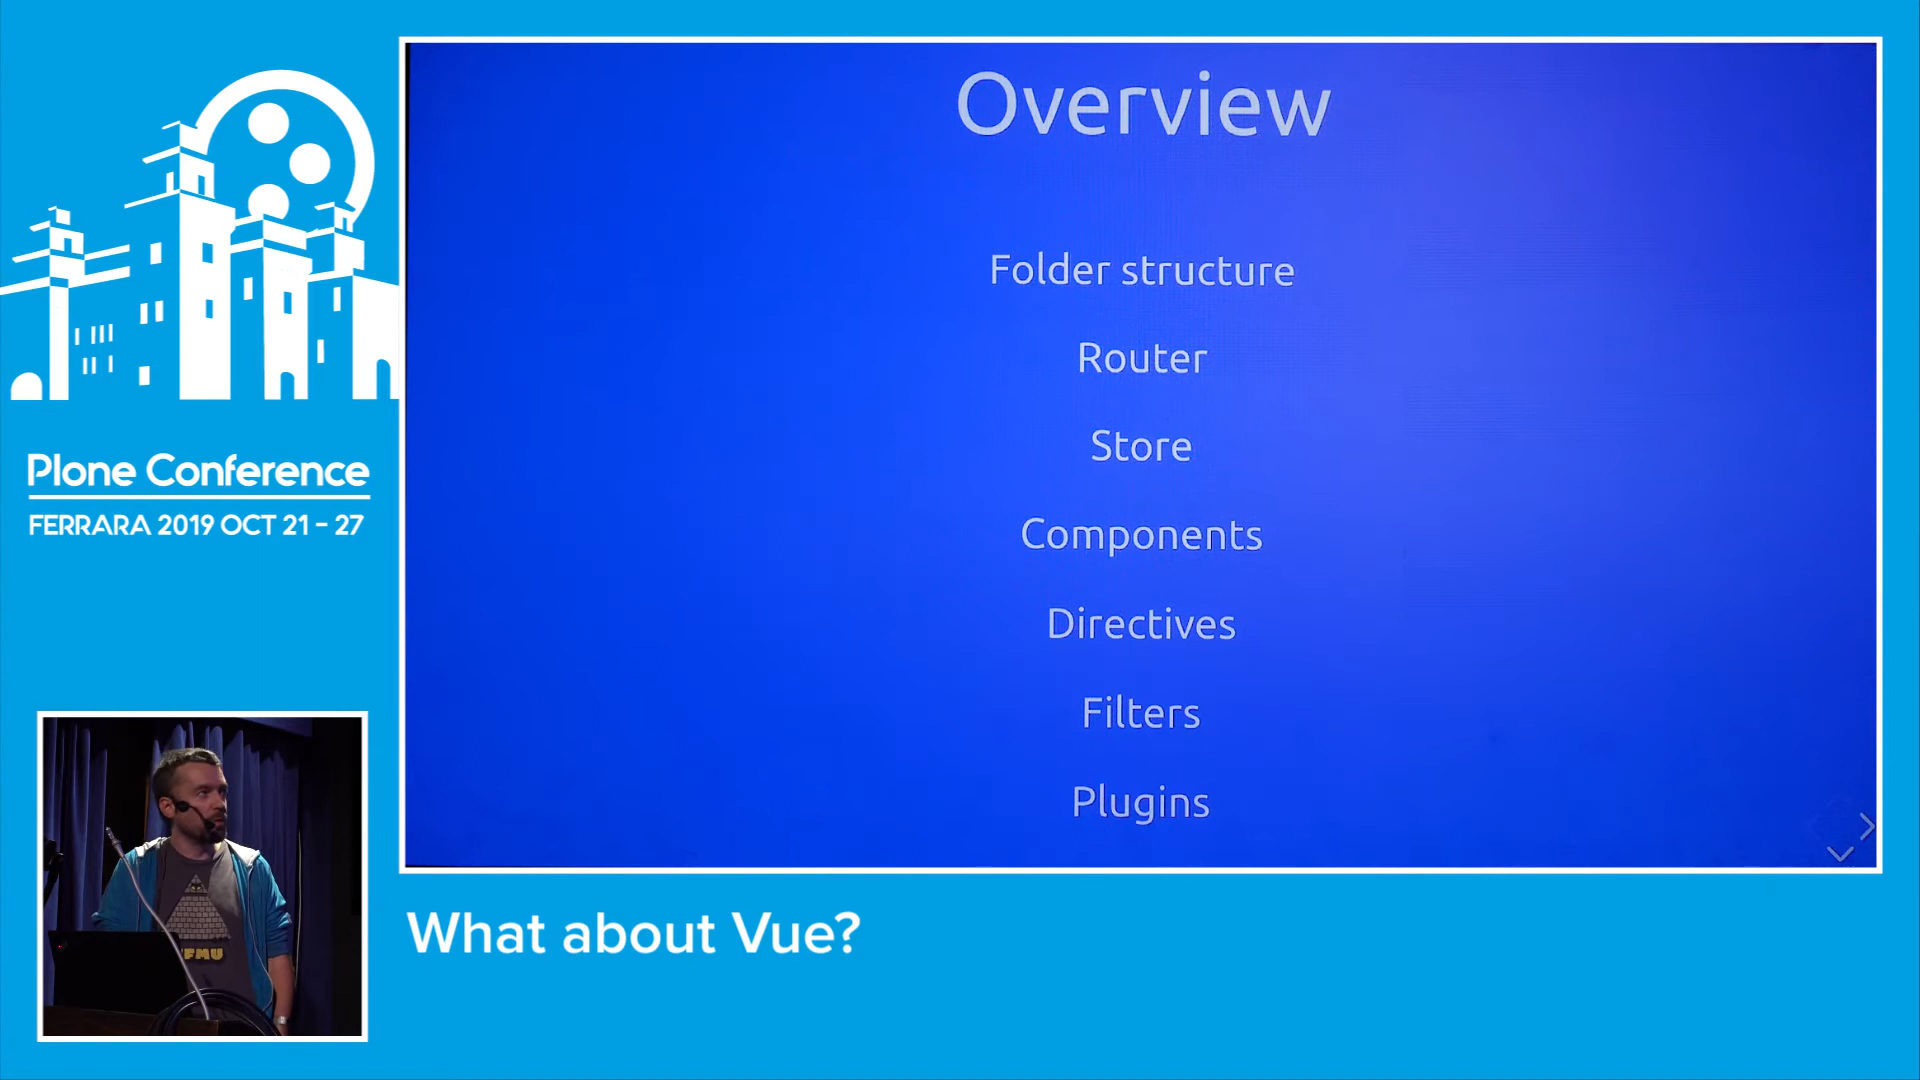 Overview
Folder structure
Router
Store
Components
Directives
Filters
Plugins
Plone Conference
FERRARA 2019 OCT 21 - 27
FMU
What about Vue?